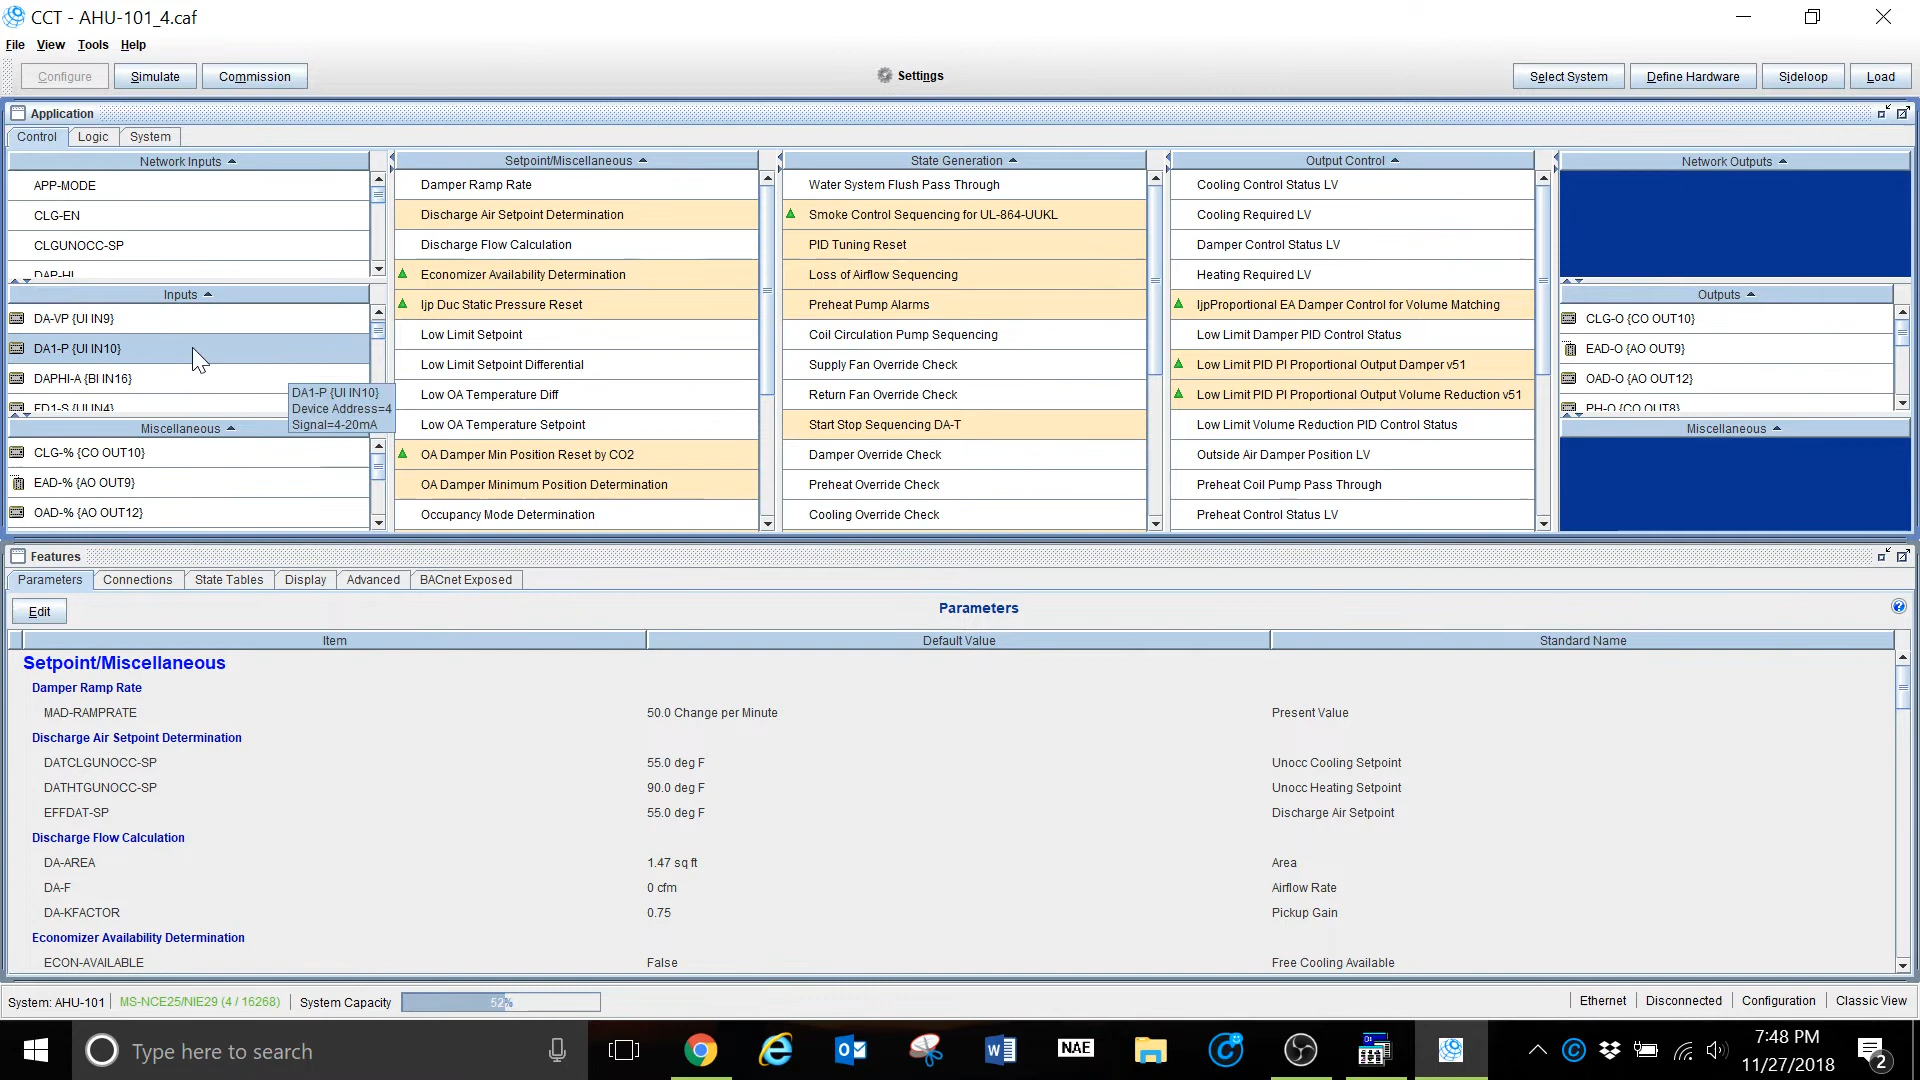 CCT - AHU-101_4.caf
File View Tools Help
Configure Simulate Commission Settings Select System Define Hardware Sideloop Load
Application
Control Logic System
Network Inputs
APP-MODE
CLG-EN
CLGUNOCC-SP
DAP-HI
Inputs
DA-VP {UI IN9}
DA1-P {UI IN10}
DAPHI-A {BI IN16}
ED1-S {UI IN4}
DA1-P {UI IN10}
Device Address=4
Signal=4-20mA
Miscellaneous
CLG-% {CO OUT10}
EAD-% {AO OUT9}
OAD-% {AO OUT12}
Setpoint/Miscellaneous
Damper Ramp Rate
Discharge Air Setpoint Determination
Discharge Flow Calculation
Economizer Availability Determination
Ijp Duc Static Pressure Reset
Low Limit Setpoint
Low Limit Setpoint Differential
Low OA Temperature Diff
Low OA Temperature Setpoint
OA Damper Min Position Reset by CO2
OA Damper Minimum Position Determination
Occupancy Mode Determination
State Generation
Water System Flush Pass Through
Smoke Control Sequencing for UL-864-UUKL
PID Tuning Reset
Loss of Airflow Sequencing
Preheat Pump Alarms
Coil Circulation Pump Sequencing
Supply Fan Override Check
Return Fan Override Check
Start Stop Sequencing DA-T
Damper Override Check
Preheat Override Check
Cooling Override Check
Output Control
Cooling Control Status LV
Cooling Required LV
Damper Control Status LV
Heating Required LV
IjpProportional EA Damper Control for Volume Matching
Low Limit Damper PID Control Status
Low Limit PID PI Proportional Output Damper v51
Low Limit PID PI Proportional Output Volume Reduction v51
Low Limit Volume Reduction PID Control Status
Outside Air Damper Position LV
Preheat Coil Pump Pass Through
Preheat Control Status LV
Network Outputs
Outputs
CLG-O {CO OUT10}
EAD-O {AO OUT9}
OAD-O {AO OUT12}
PH-O {CO OUT8}
Miscellaneous
Features
Parameters Connections State Tables Display Advanced BACnet Exposed
Edit Parameters
Item Default Value Standard Name
Setpoint/Miscellaneous
Damper Ramp Rate
MAD-RAMPRATE 50.0 Change per Minute Present Value
Discharge Air Setpoint Determination
DATCLGUNOCC-SP 55.0 deg F Unocc Cooling Setpoint
DATHTGUNOCC-SP 90.0 deg F Unocc Heating Setpoint
EFFDAT-SP 55.0 deg F Discharge Air Setpoint
Discharge Flow Calculation
DA-AREA 1.47 sq ft Area
DA-F 0 cfm Airflow Rate
DA-KFACTOR 0.75 Pickup Gain
Economizer Availability Determination
ECON-AVAILABLE False Free Cooling Available
System: AHU-101 MS-NCE25/NIE29 (4 / 16268) System Capacity 52% Ethernet Disconnected Configuration Classic View
Type here to search NAE 7:48 PM
11/27/2018 2